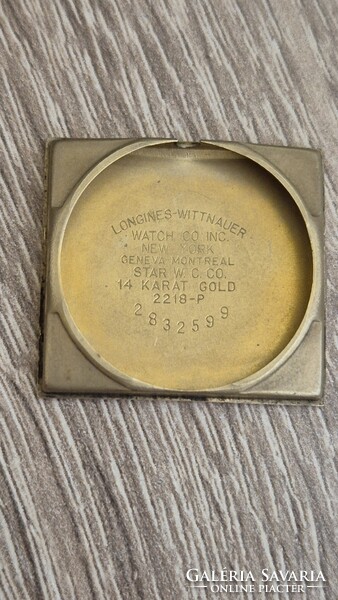 LONGINES-WITTNAUER
WATCH CO INC.
NEW YORK
GENEVA-MONTREAL
STAR W. C. CO.
14 KARAT GOLD
2218-P
2832599
GALÉRIA SAVARIA
ONLINE PIACTÉR